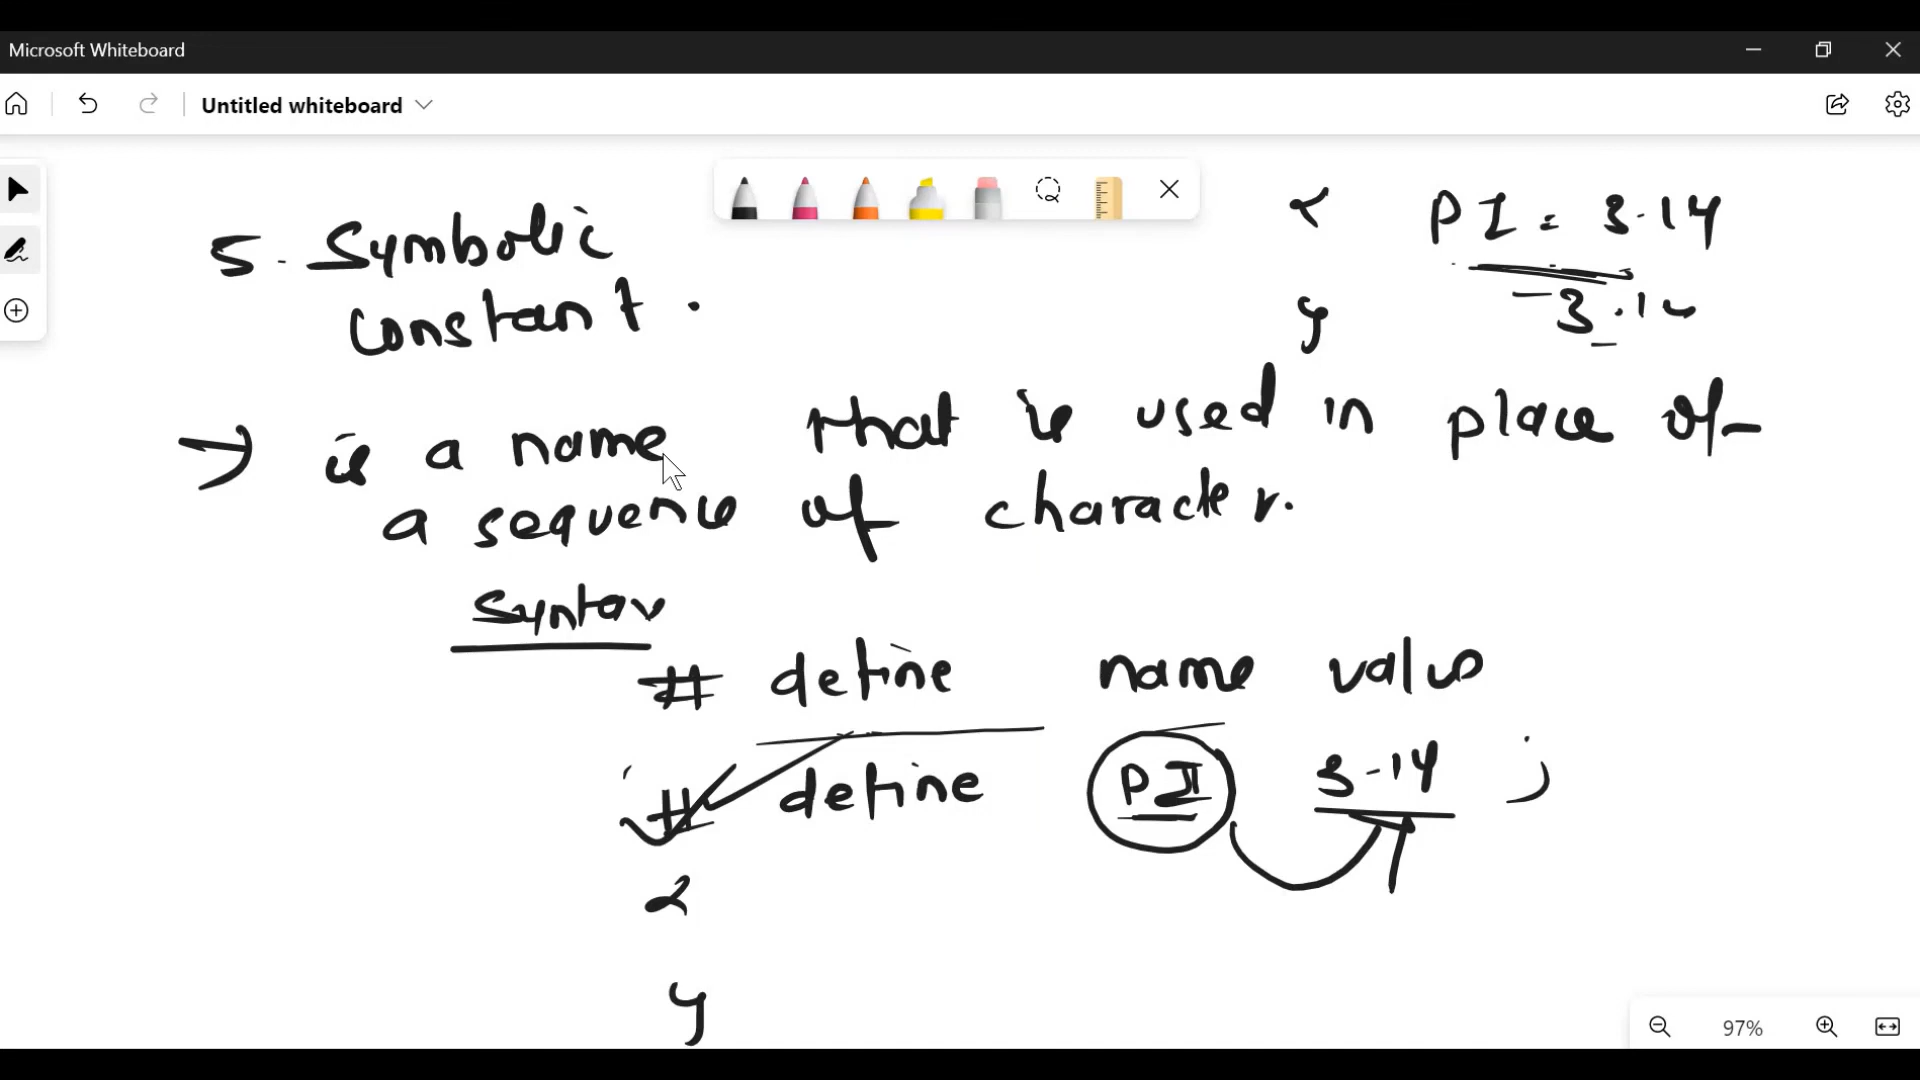 Microsoft Whiteboard
Untitled whiteboard
5. Symbolic
constant.
{ PI = 3.14
} 3.14
→ is a name that is used in place of
a sequence of character.
Syntax
# define name value
# define PI 3.14 ;
{
}
97%